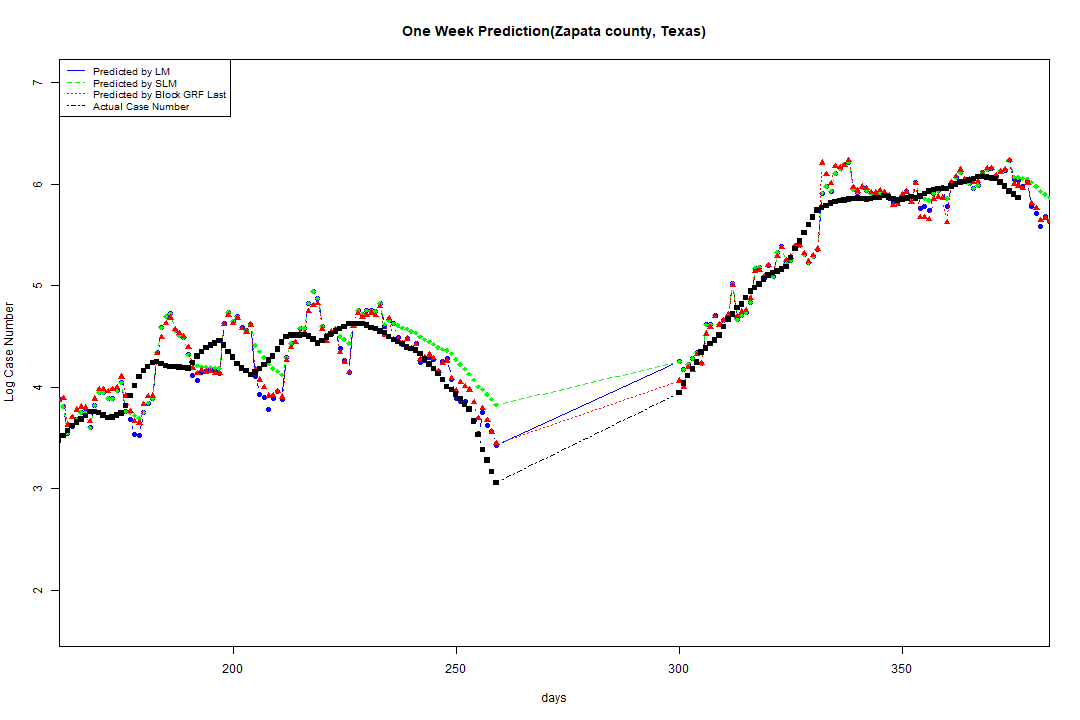 One Week Prediction(Zapata county, Texas)
Predicted by LM
Predicted by SLM
Predicted by Block GRF Last
Actual Case Number
7
6
5
4
3
2
Log Case Number
200 250 300 350
days